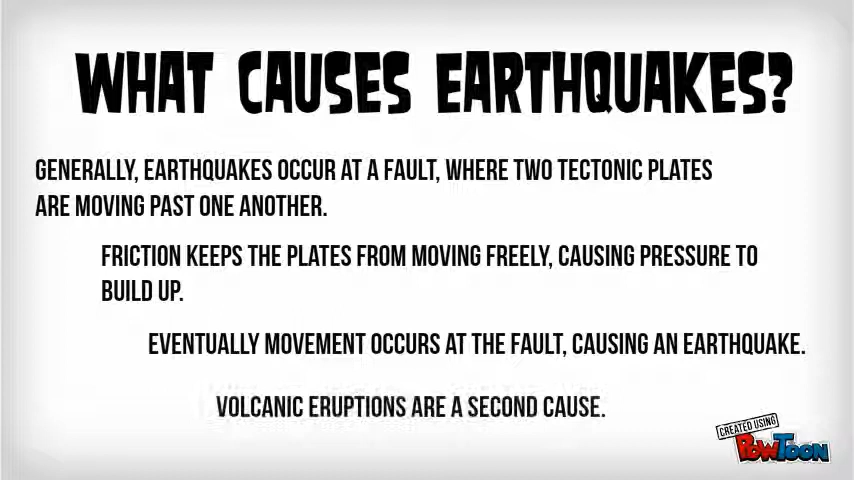 WHAT CAUSES EARTHQUAKES?
GENERALLY, EARTHQUAKES OCCUR AT A FAULT, WHERE TWO TECTONIC PLATES
ARE MOVING PAST ONE ANOTHER.
FRICTION KEEPS THE PLATES FROM MOVING FREELY, CAUSING PRESSURE TO
BUILD UP.
EVENTUALLY MOVEMENT OCCURS AT THE FAULT, CAUSING AN EARTHQUAKE.
VOLCANIC ERUPTIONS ARE A SECOND CAUSE.
CREATED USING
POWTOON